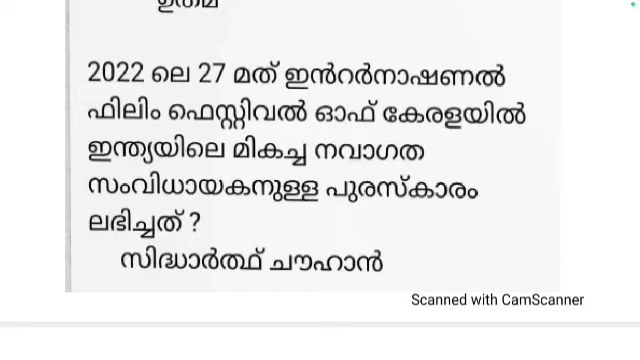 2022 ലെ 27 മത് ഇൻറർനാഷണൽ
ഫിലിം ഫെസ്റ്റിവൽ ഓഫ് കേരളയിൽ
ഇന്ത്യയിലെ മികച്ച നവാഗത
സംവിധായകനുള്ള പുരസ്കാരം
ലഭിച്ചത് ?
സിദ്ധാർത്ഥ് ചൗഹാൻ
Scanned with CamScanner